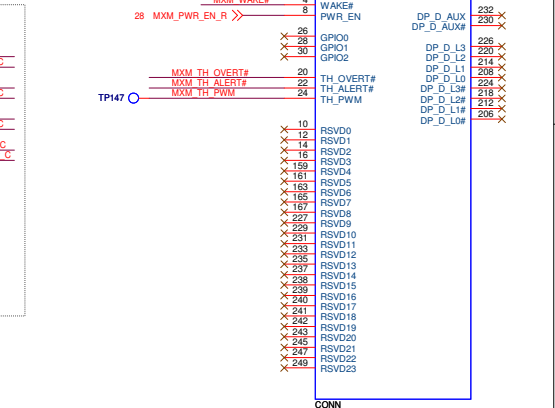 MXM_WAKE# 4 WAKE#
28 MXM_PWR_EN_R 8 PWR_EN
232 DP_D_AUX
230 DP_D_AUX#
26 GPIO0
28 GPIO1
30 GPIO2
226 DP_D_L3
220 DP_D_L2
214 DP_D_L1
208 DP_D_L0
224 DP_D_L3#
218 DP_D_L2#
212 DP_D_L1#
206 DP_D_L0#
MXM_TH_OVERT# 20 TH_OVERT#
MXM_TH_ALERT# 22 TH_ALERT#
TP147 MXM_TH_PWM 24 TH_PWM
10 RSVD0
12 RSVD1
14 RSVD2
16 RSVD3
159 RSVD4
161 RSVD5
163 RSVD6
165 RSVD7
167 RSVD8
227 RSVD9
229 RSVD10
231 RSVD11
233 RSVD12
235 RSVD13
237 RSVD14
238 RSVD15
239 RSVD16
240 RSVD17
241 RSVD18
242 RSVD19
243 RSVD20
245 RSVD21
247 RSVD22
249 RSVD23
CONN